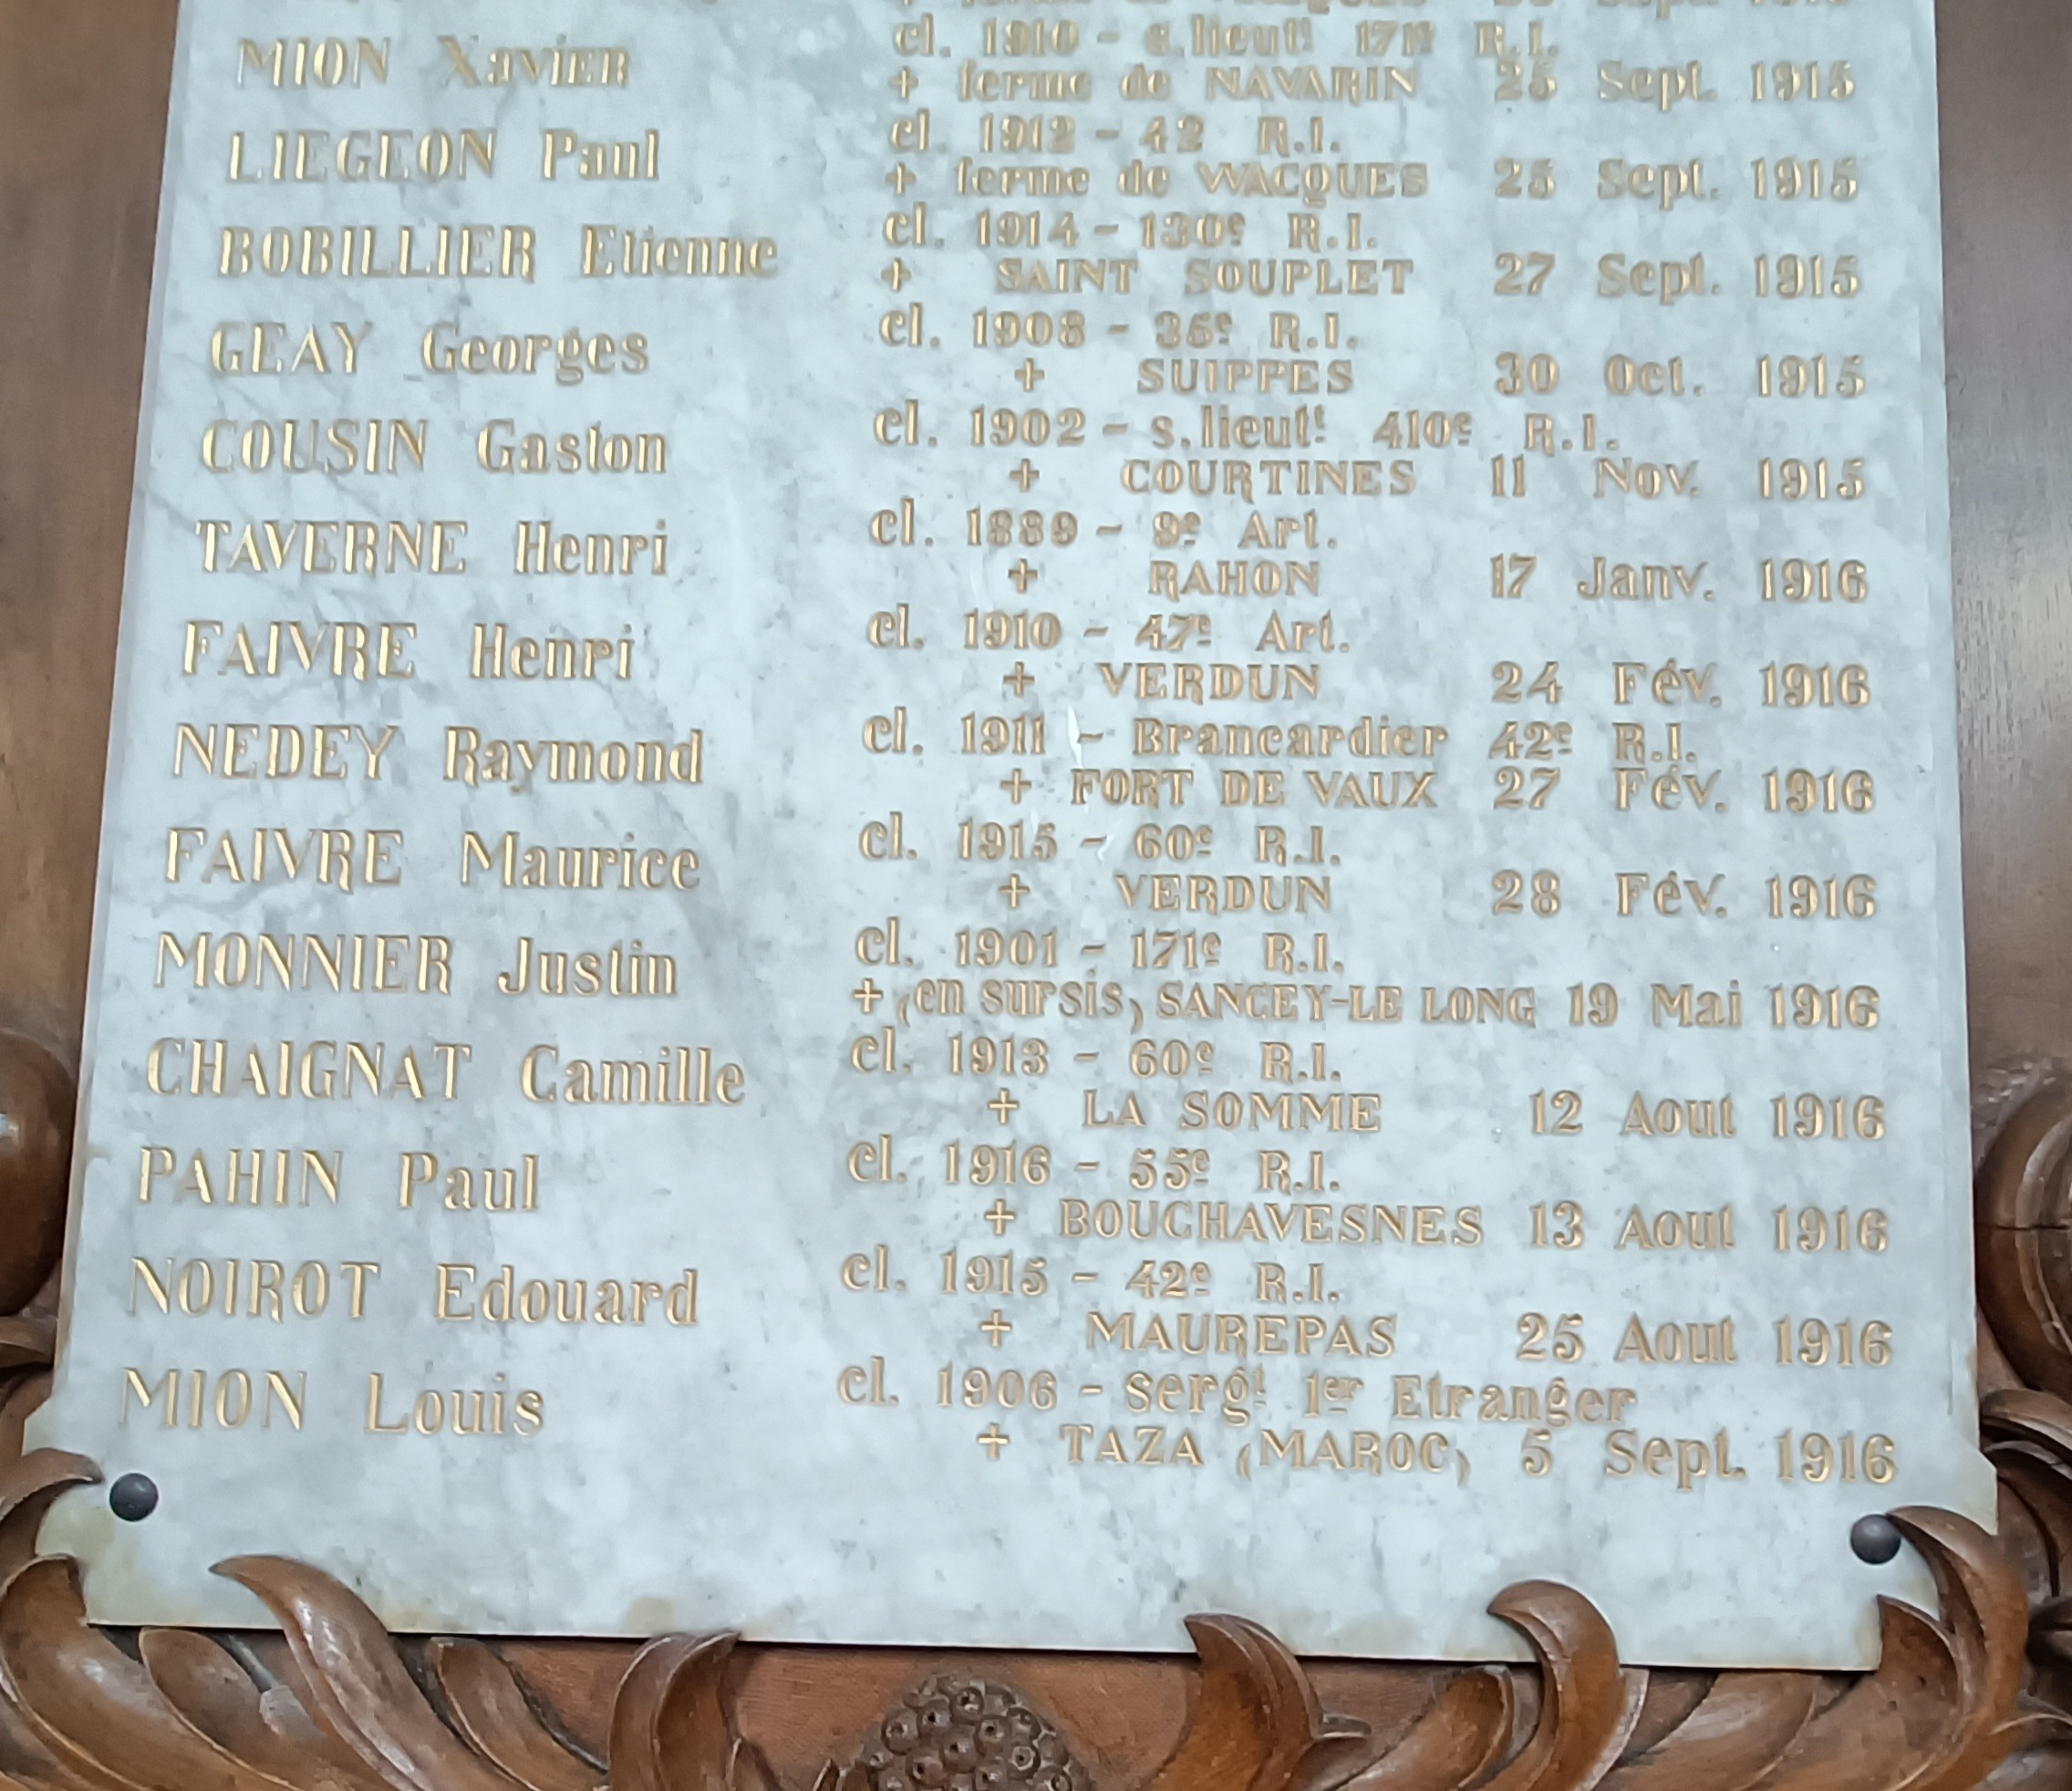 MION Xavier cl. 1910 - s.lieutt 171e R.I.
+ ferme de NAVARIN 25 Sept. 1915
LIEGEON Paul cl. 1912 - 42 R.I.
+ ferme de WACQUES 25 Sept. 1915
BOBILLIER Etienne cl. 1914 - 130e R.I.
+ SAINT SOUPLET 27 Sept. 1915
GEAY Georges cl. 1908 - 35e R.I.
+ SUIPPES 30 Oct. 1915
COUSIN Gaston cl. 1902 - s.lieutt 410e R.I.
+ COURTINES 11 Nov. 1915
TAVERNE Henri cl. 1889 - 9e Art.
+ RAHON 17 Janv. 1916
FAIVRE Henri cl. 1910 - 47e Art.
+ VERDUN 24 Fév. 1916
NEDEY Raymond cl. 1911 - Brancardier 42e R.I.
+ FORT DE VAUX 27 Fév. 1916
FAIVRE Maurice cl. 1915 - 60e R.I.
+ VERDUN 28 Fév. 1916
MONNIER Justin cl. 1901 - 171e R.I.
+ (en sursis) SANCEY-LE LONG 19 Mai 1916
CHAIGNAT Camille cl. 1913 - 60e R.I.
+ LA SOMME 12 Aout 1916
PAHIN Paul cl. 1916 - 55e R.I.
+ BOUCHAVESNES 13 Aout 1916
NOIROT Edouard cl. 1915 - 42e R.I.
+ MAUREPAS 25 Aout 1916
MION Louis cl. 1906 - sergt 1er Etranger
+ TAZA (MAROC) 5 Sept. 1916